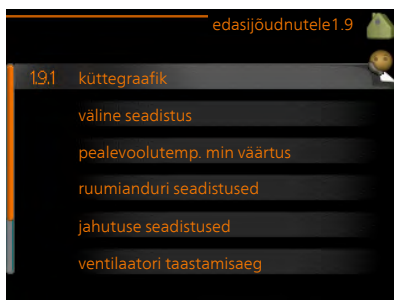 edasijõudnutele1.9
1.9.1 küttegraafik
väline seadistus
pealevoolutemp. min väärtus
ruumianduri seadistused
jahutuse seadistused
ventilaatori taastamisaeg